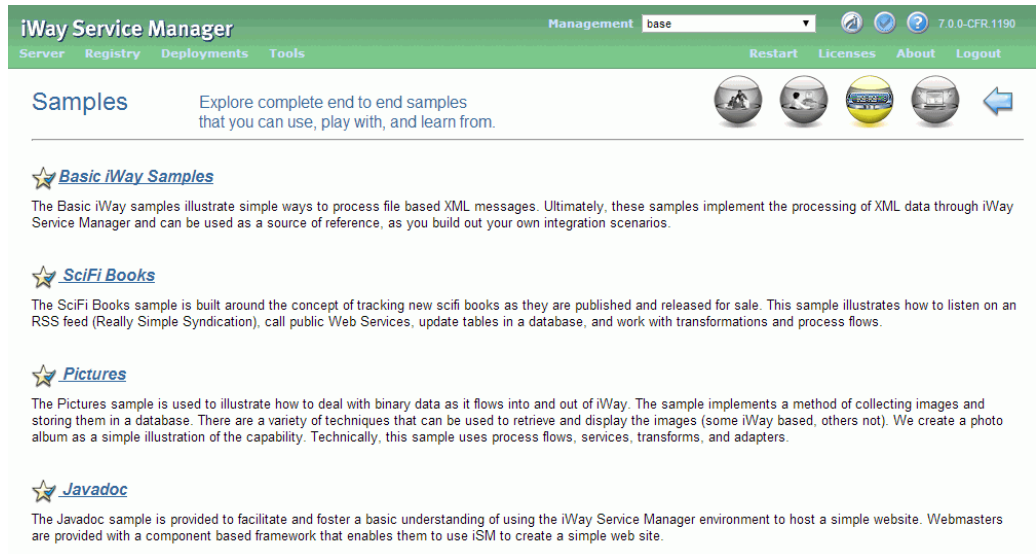 iWay Service Manager
Management base 7.0.0-CFR.1190
Server Registry Deployments Tools Restart Licenses About Logout
Samples
Explore complete end to end samples
that you can use, play with, and learn from.
Basic iWay Samples
The Basic iWay samples illustrate simple ways to process file based XML messages. Ultimately, these samples implement the processing of XML data through iWay
Service Manager and can be used as a source of reference, as you build out your own integration scenarios.
SciFi Books
The SciFi Books sample is built around the concept of tracking new scifi books as they are published and released for sale. This sample illustrates how to listen on an
RSS feed (Really Simple Syndication), call public Web Services, update tables in a database, and work with transformations and process flows.
Pictures
The Pictures sample is used to illustrate how to deal with binary data as it flows into and out of iWay. The sample implements a method of collecting images and
storing them in a database. There are a variety of techniques that can be used to retrieve and display the images (some iWay based, others not). We create a photo
album as a simple illustration of the capability. Technically, this sample uses process flows, services, transforms, and adapters.
Javadoc
The Javadoc sample is provided to facilitate and foster a basic understanding of using the iWay Service Manager environment to host a simple website. Webmasters
are provided with a component based framework that enables them to use iSM to create a simple web site.